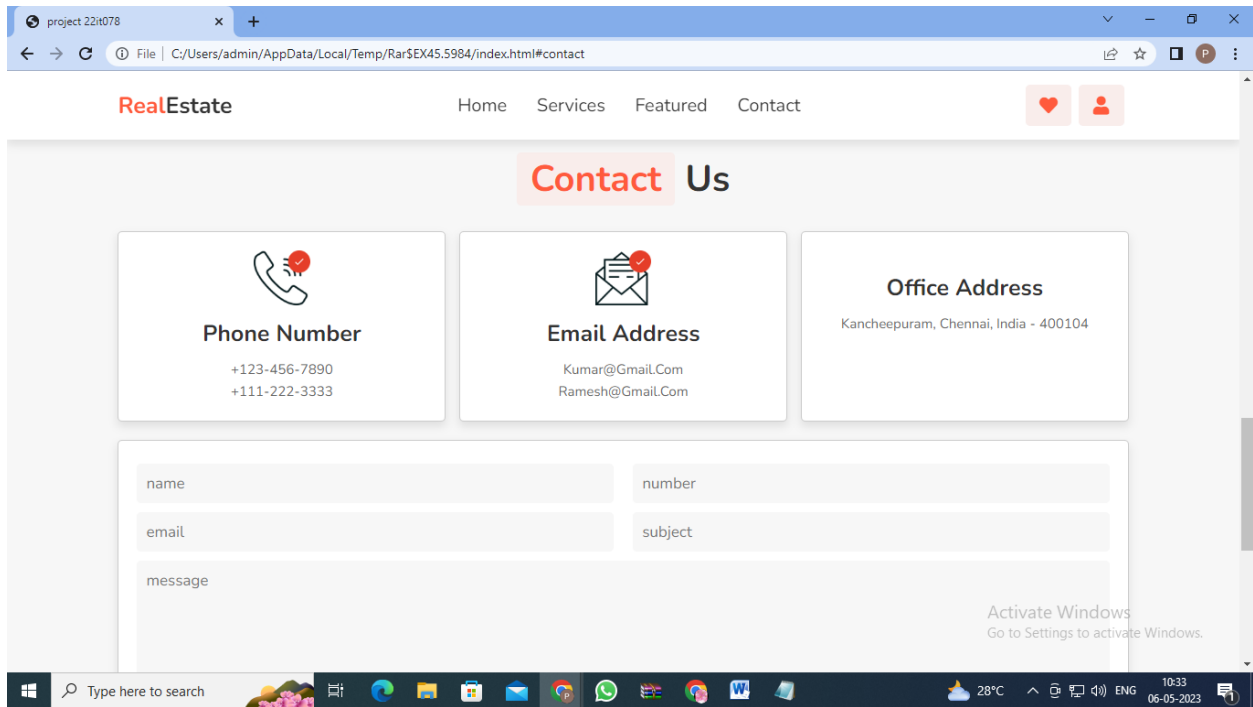 project 22it078
File | C:/Users/admin/AppData/Local/Temp/Rar$EX45.5984/index.html#contact
P
RealEstate
Home Services Featured Contact
Contact Us
Phone Number
+123-456-7890
+111-222-3333
Email Address
Kumar@Gmail.Com
Ramesh@Gmail.Com
Office Address
Kancheepuram, Chennai, India - 400104
name
number
email
subject
message
Activate Windows
Go to Settings to activate Windows.
Type here to search
28°C
ENG
10:33
06-05-2023
1